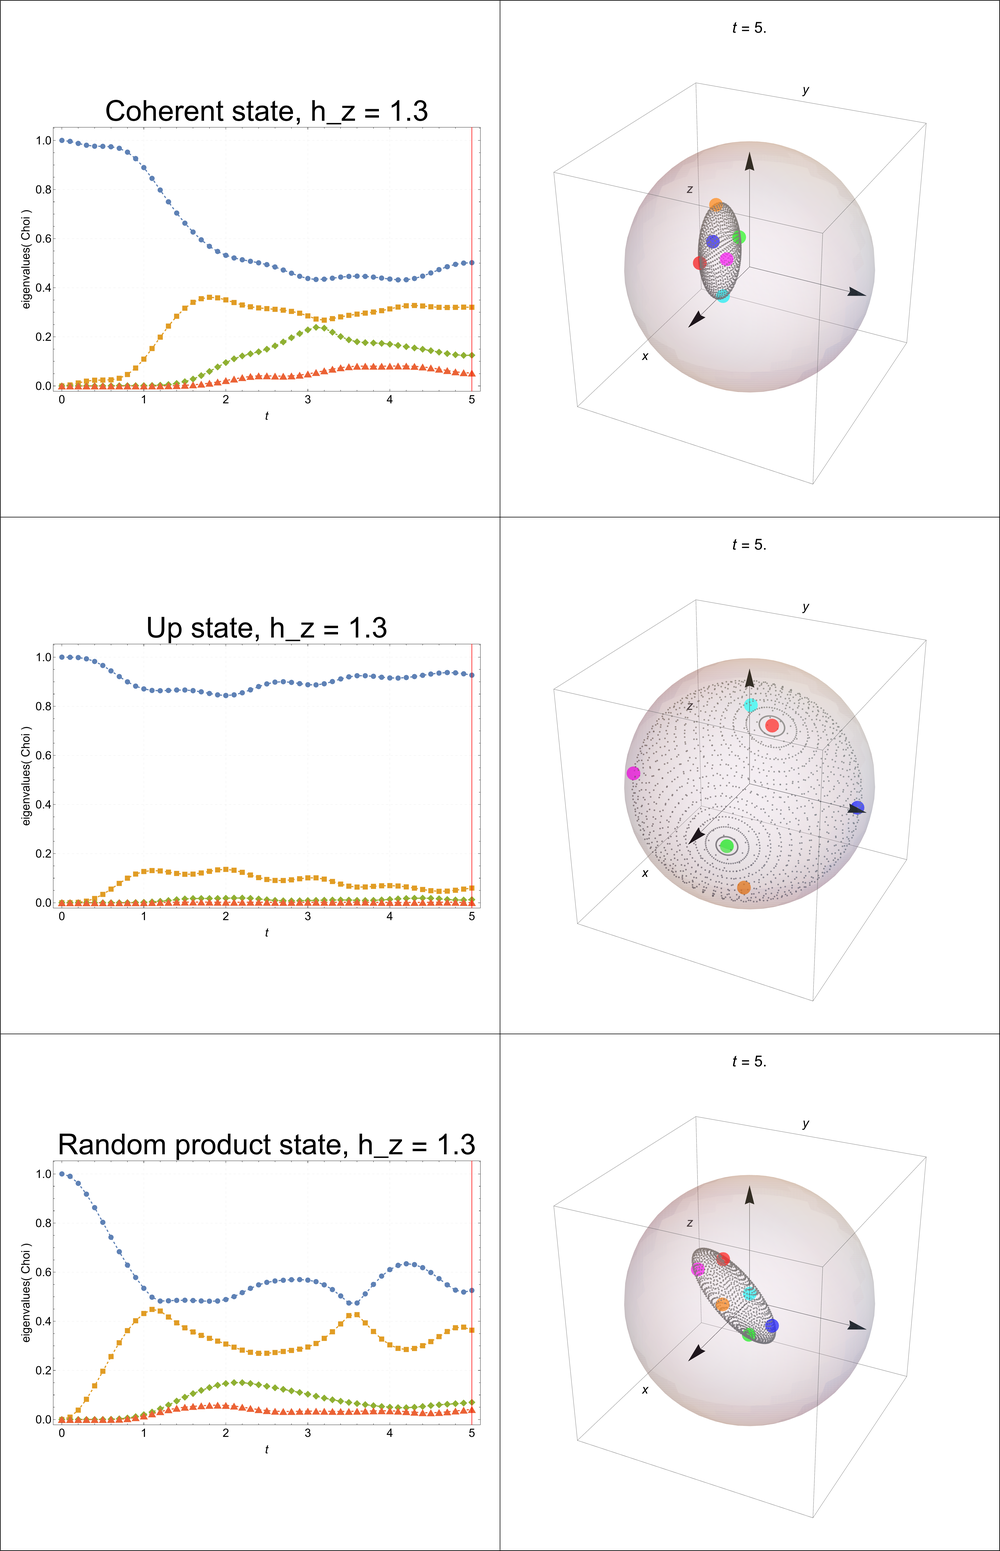 Coherent state, h_z = 1.3
eigenvalues( Choi )
1.0
0.8
0.6
0.4
0.2
0.0
0 1 2 3 4 5
t
t = 5.
y
z
x
Up state, h_z = 1.3
eigenvalues( Choi )
1.0
0.8
0.6
0.4
0.2
0.0
0 1 2 3 4 5
t
t = 5.
y
z
x
Random product state, h_z = 1.3
eigenvalues( Choi )
1.0
0.8
0.6
0.4
0.2
0.0
0 1 2 3 4 5
t
t = 5.
y
z
x